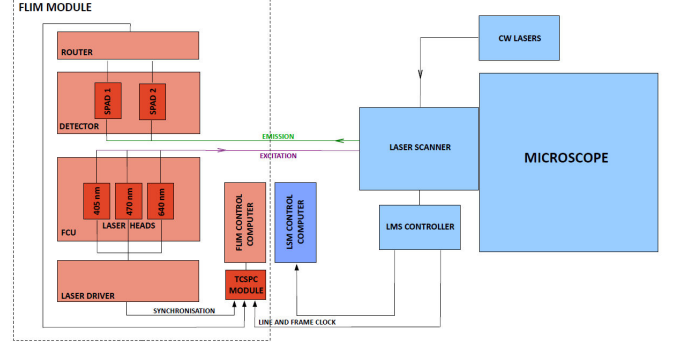 FLIM MODULE
ROUTER
CW LASERS
SPAD 1
SPAD 2
DETECTOR
EMISSION
EXCITATION
LASER SCANNER
MICROSCOPE
405 nm
470 nm
640 nm
LASER HEADS
FCU
FLIM CONTROL
COMPUTER
LSM CONTROL
COMPUTER
LMS CONTROLLER
TCSPC
MODULE
LASER DRIVER
SYNCHRONISATION
LINE AND FRAME CLOCK